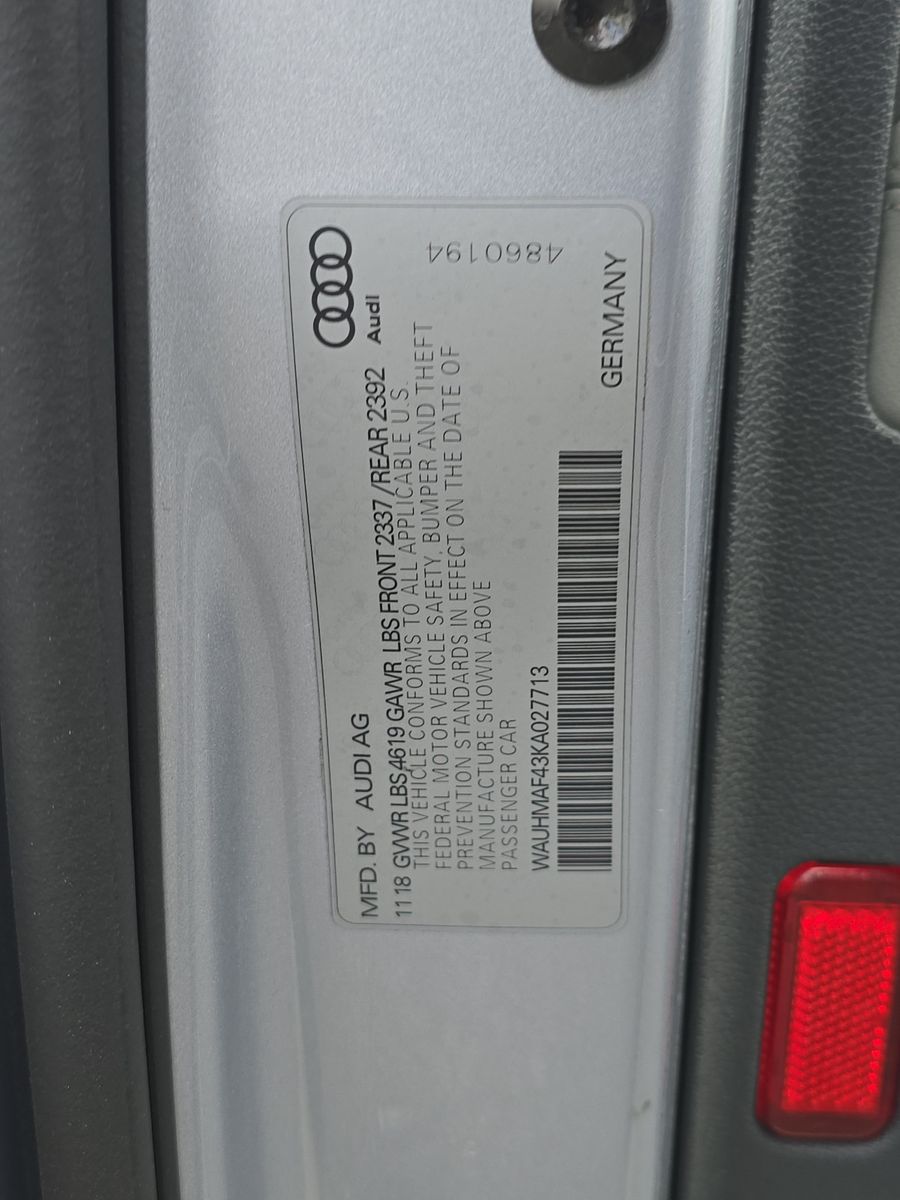 MFD. BY AUDI AG
11 18 GVWR LBS 4619 GAWR LBS FRONT 2337 /REAR 2392
Audi
THIS VEHICLE CONFORMS TO ALL APPLICABLE U.S.
FEDERAL MOTOR VEHICLE SAFETY, BUMPER AND THEFT
PREVENTION STANDARDS IN EFFECT ON THE DATE OF
MANUFACTURE SHOWN ABOVE
PASSENGER CAR
4860194
WAUHMAF43KA027713
GERMANY